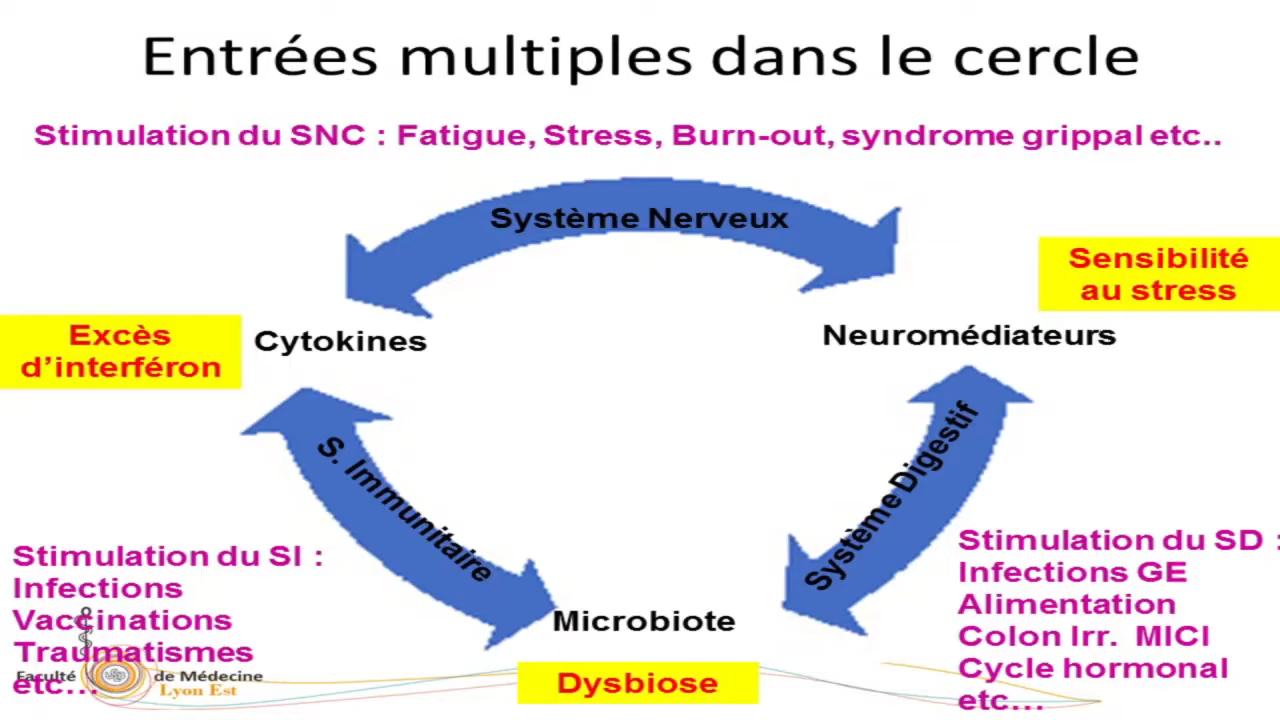 Entrées multiples dans le cercle
Stimulation du SNC : Fatigue, Stress, Burn-out, syndrome grippal etc..
Système Nerveux
Sensibilité
au stress
Excès
d'interféron
Cytokines
Neuromédiateurs
S. Immunitaire
Système Digestif
Stimulation du SI :
Infections
Vaccinations
Traumatismes
etc...
Stimulation du SD :
Infections GE
Alimentation
Colon Irr. MICI
Cycle hormonal
etc...
Microbiote
Dysbiose
Faculté de Médecine
Lyon Est